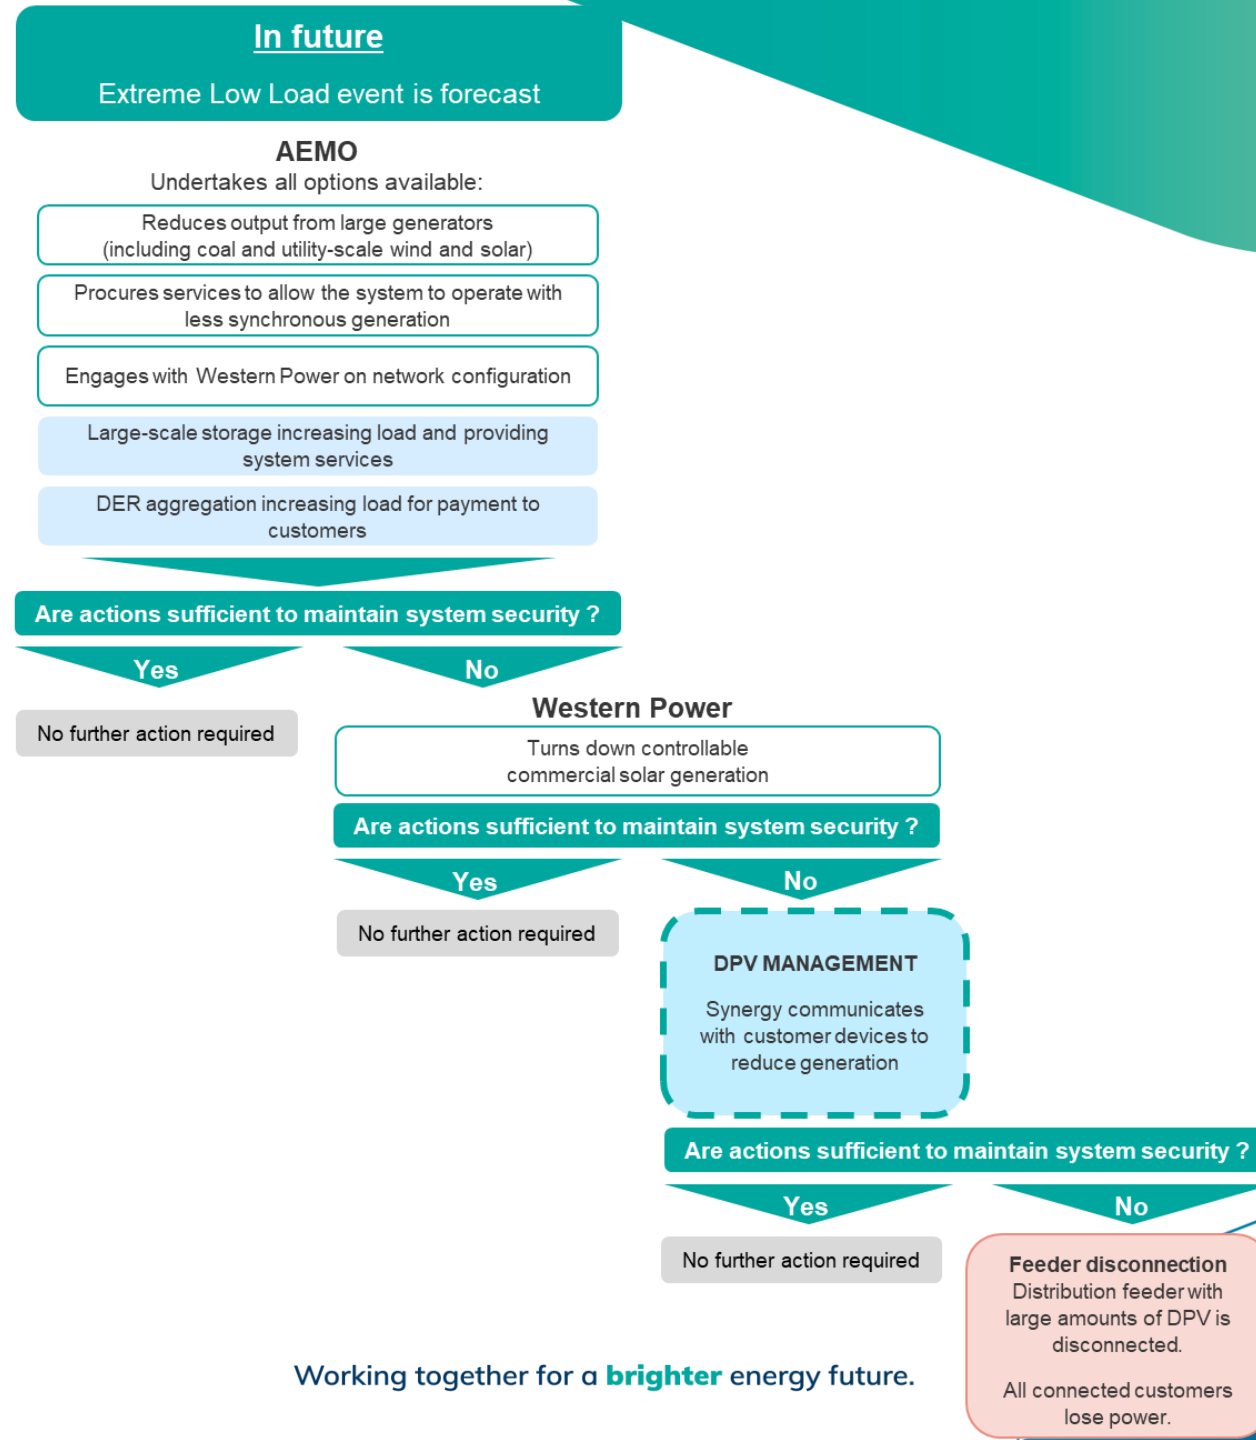 In future
Extreme Low Load event is forecast
AEMO
Undertakes all options available:
Reduces output from large generators
(including coal and utility-scale wind and solar)
Procures services to allow the system to operate with
less synchronous generation
Engages with Western Power on network configuration
Large-scale storage increasing load and providing
system services
DER aggregation increasing load for payment to
customers
Are actions sufficient to maintain system security ?
Yes
No
No further action required
Western Power
Turns down controllable
commercial solar generation
Are actions sufficient to maintain system security ?
Yes
No
No further action required
DPV MANAGEMENT
Synergy communicates
with customer devices to
reduce generation
Are actions sufficient to maintain system security ?
Yes
No
No further action required
Feeder disconnection
Distribution feeder with
large amounts of DPV is
disconnected.
All connected customers
lose power.
Working together for a brighter energy future.